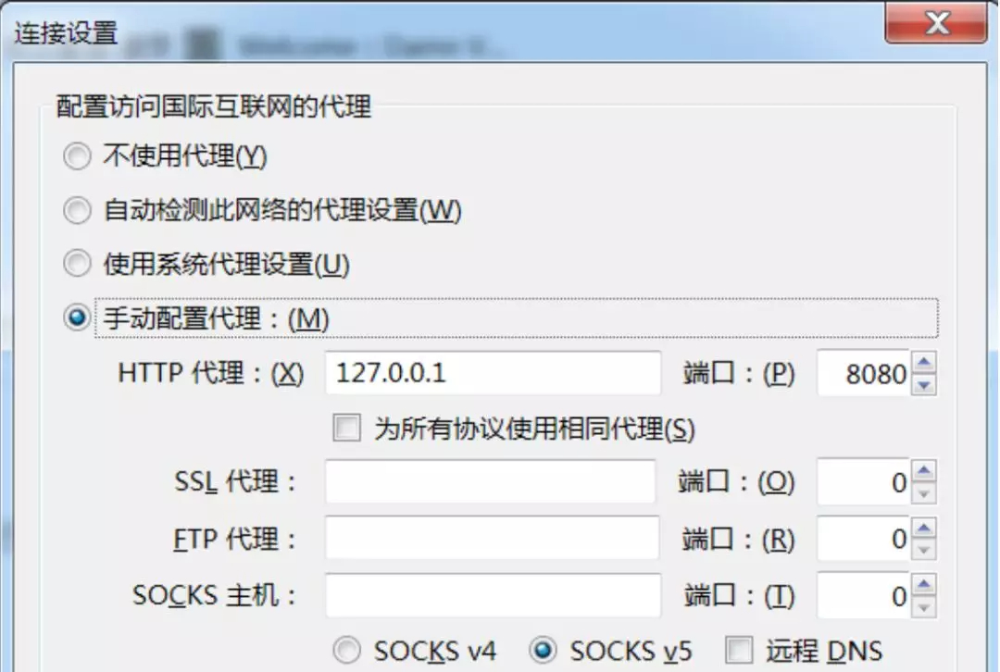 连接设置
配置访问国际互联网的代理
不使用代理(Y)
自动检测此网络的代理设置(W)
使用系统代理设置(U)
手动配置代理：(M)
HTTP 代理：(X) 127.0.0.1 端口：(P) 8080
为所有协议使用相同代理(S)
SSL 代理： 端口：(O) 0
FTP 代理： 端口：(R) 0
SOCKS 主机： 端口：(T) 0
SOCKS v4 SOCKS v5 远程 DNS